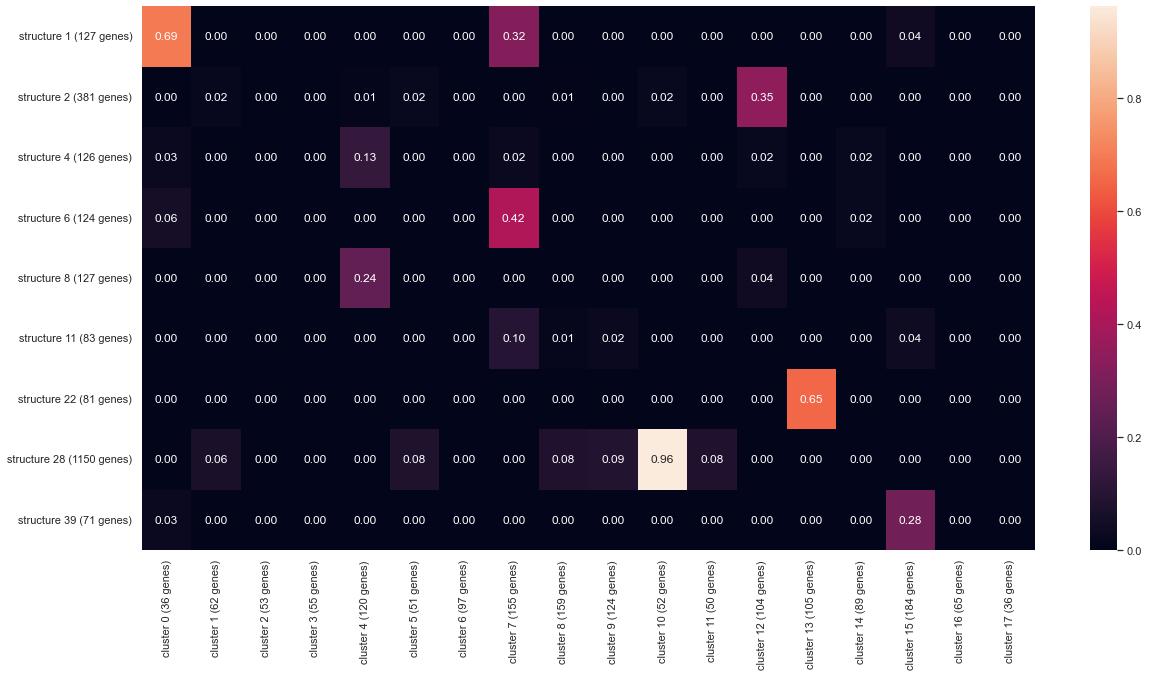 structure 1 (127 genes) 0.69 0.00 0.00 0.00 0.00 0.00 0.00 0.32 0.00 0.00 0.00 0.00 0.00 0.00 0.00 0.04 0.00 0.00
structure 2 (381 genes) 0.00 0.02 0.00 0.00 0.01 0.02 0.00 0.00 0.01 0.00 0.02 0.00 0.35 0.00 0.00 0.00 0.00 0.00
structure 4 (126 genes) 0.03 0.00 0.00 0.00 0.13 0.00 0.00 0.02 0.00 0.00 0.00 0.00 0.02 0.00 0.02 0.00 0.00 0.00
structure 6 (124 genes) 0.06 0.00 0.00 0.00 0.00 0.00 0.00 0.42 0.00 0.00 0.00 0.00 0.00 0.00 0.02 0.00 0.00 0.00
structure 8 (127 genes) 0.00 0.00 0.00 0.00 0.24 0.00 0.00 0.00 0.00 0.00 0.00 0.00 0.04 0.00 0.00 0.00 0.00 0.00
structure 11 (83 genes) 0.00 0.00 0.00 0.00 0.00 0.00 0.00 0.10 0.01 0.02 0.00 0.00 0.00 0.00 0.00 0.04 0.00 0.00
structure 22 (81 genes) 0.00 0.00 0.00 0.00 0.00 0.00 0.00 0.00 0.00 0.00 0.00 0.00 0.00 0.65 0.00 0.00 0.00 0.00
structure 28 (1150 genes) 0.00 0.06 0.00 0.00 0.00 0.08 0.00 0.00 0.08 0.09 0.96 0.08 0.00 0.00 0.00 0.00 0.00 0.00
structure 39 (71 genes) 0.03 0.00 0.00 0.00 0.00 0.00 0.00 0.00 0.00 0.00 0.00 0.00 0.00 0.00 0.00 0.28 0.00 0.00
cluster 0 (36 genes)
cluster 1 (62 genes)
cluster 2 (53 genes)
cluster 3 (55 genes)
cluster 4 (120 genes)
cluster 5 (51 genes)
cluster 6 (97 genes)
cluster 7 (155 genes)
cluster 8 (159 genes)
cluster 9 (124 genes)
cluster 10 (52 genes)
cluster 11 (50 genes)
cluster 12 (104 genes)
cluster 13 (105 genes)
cluster 14 (89 genes)
cluster 15 (184 genes)
cluster 16 (65 genes)
cluster 17 (36 genes)
0.8
0.6
0.4
0.2
0.0